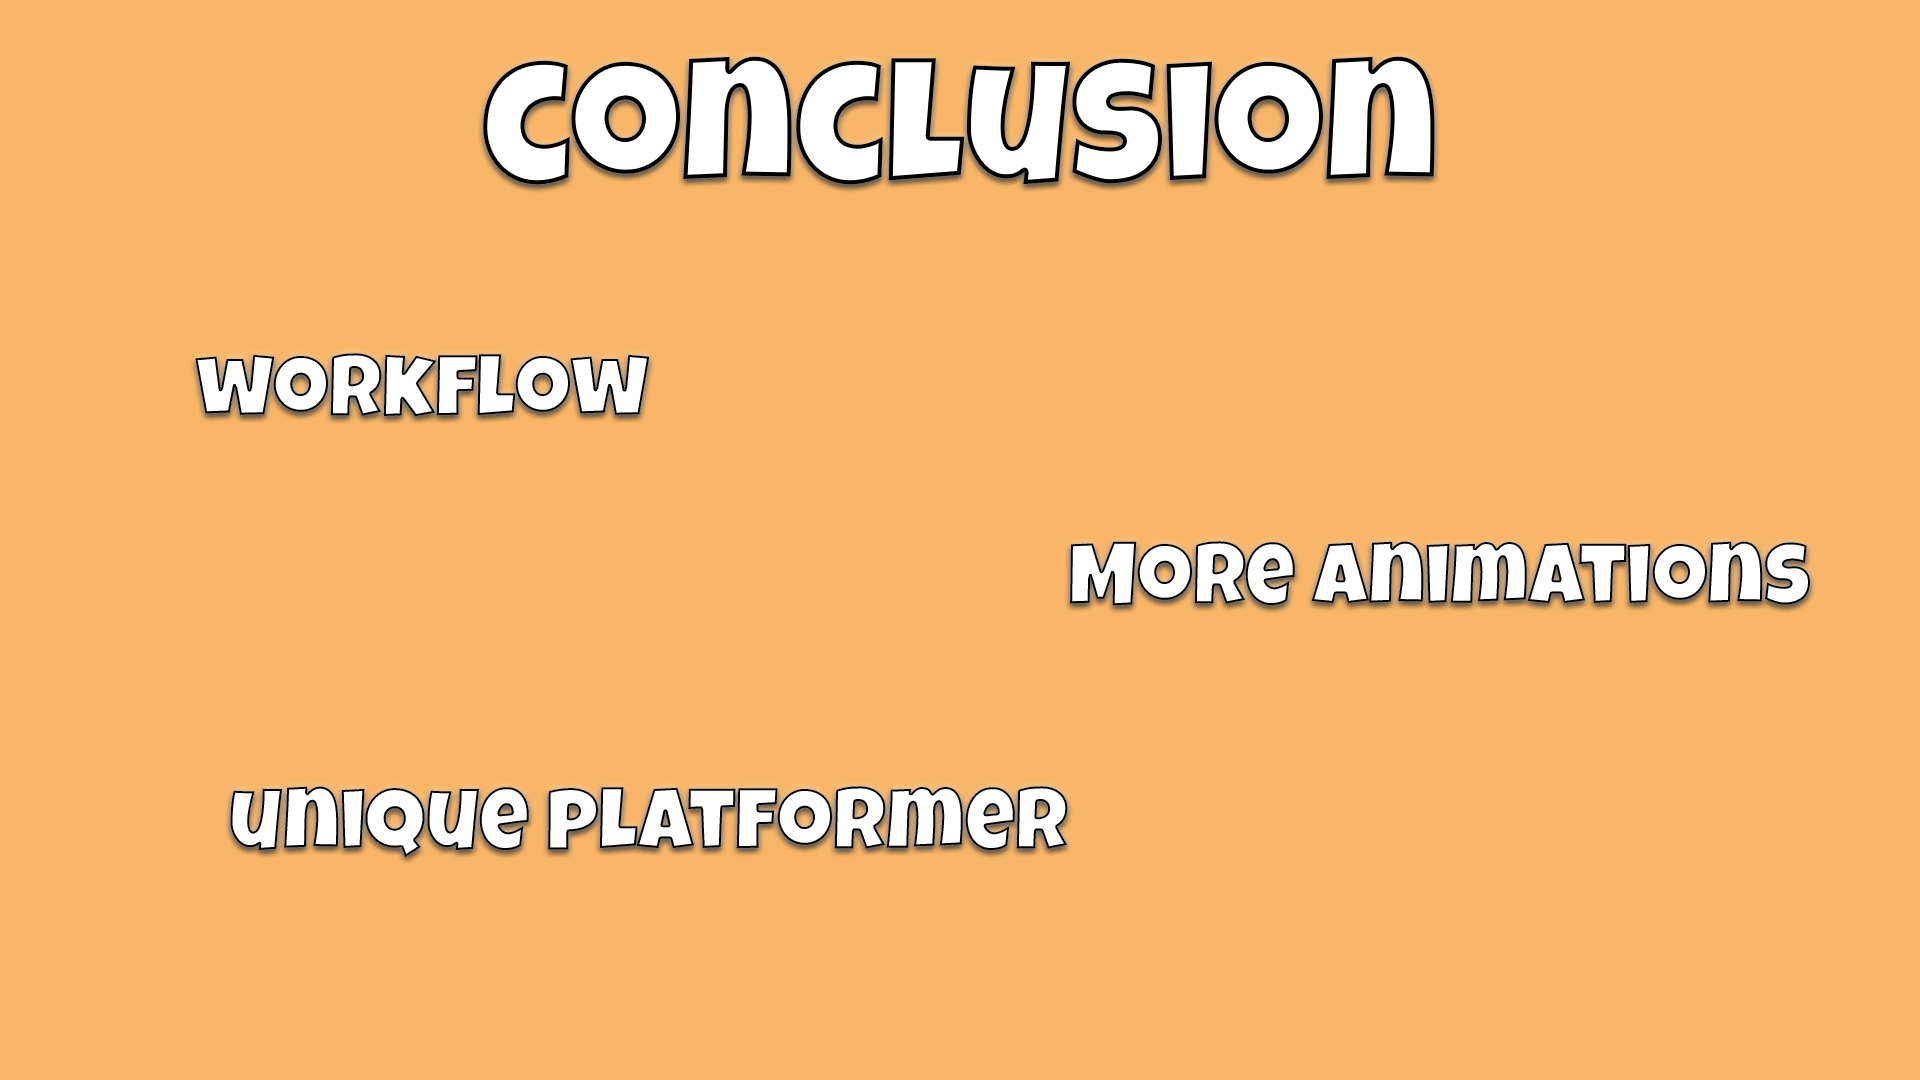 Conclusion
Workflow
More Animations
Unique Platformer